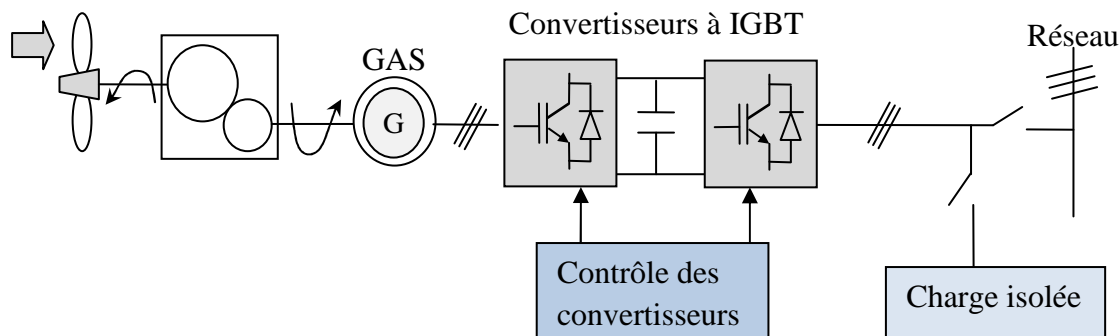 Convertisseurs à IGBT
Réseau
GAS
G
Contrôle des
convertisseurs
Charge isolée